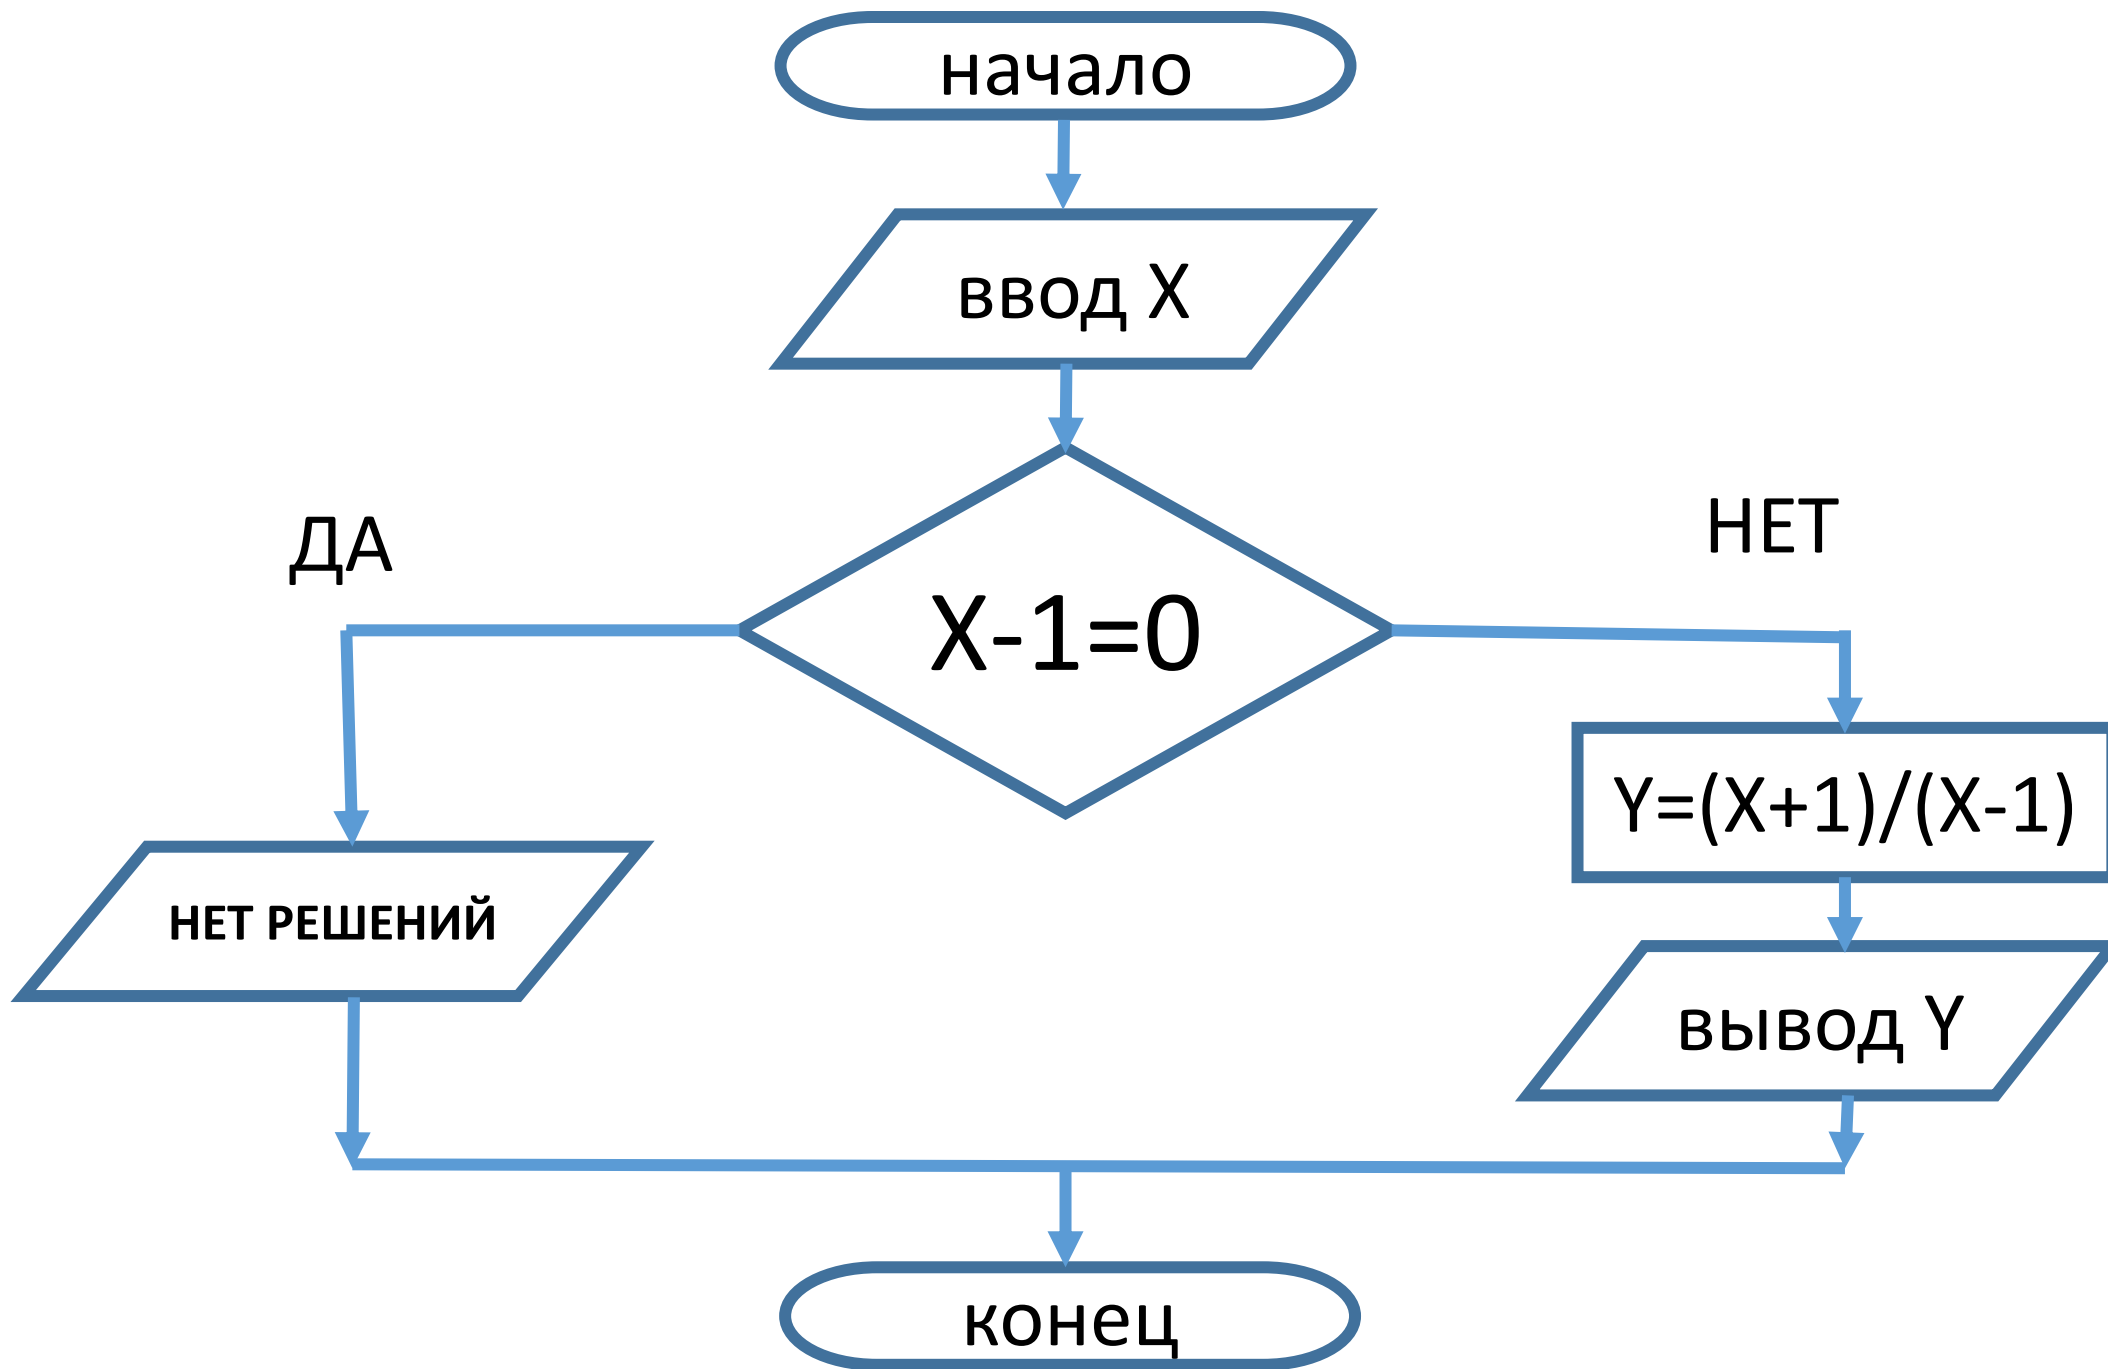 начало
ввод X
ДА
НЕТ
X-1=0
Y=(X+1)/(X-1)
НЕТ РЕШЕНИЙ
вывод Y
конец